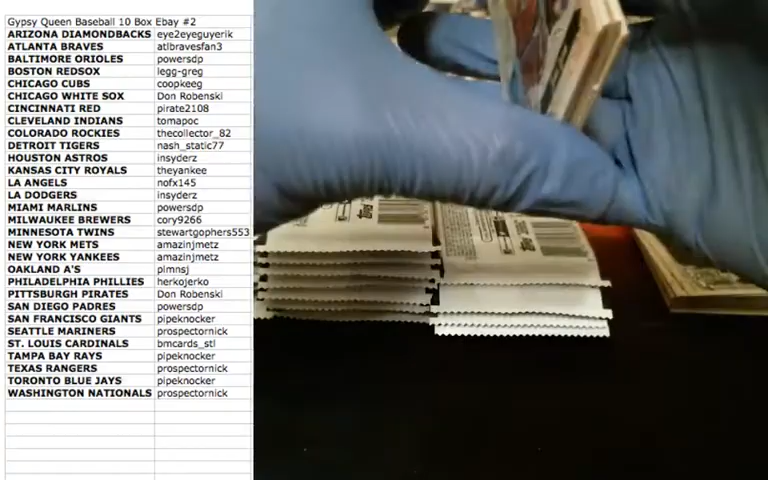 Gypsy Queen Baseball 10 Box Ebay #2
ARIZONA DIAMONDBACKS eye2eyeguyerik
ATLANTA BRAVES atlbravesfan3
BALTIMORE ORIOLES powersdp
BOSTON REDSOX legg-greg
CHICAGO CUBS coopkeeg
CHICAGO WHITE SOX Don Robenski
CINCINNATI RED pirate2108
CLEVELAND INDIANS tomapoc
COLORADO ROCKIES thecollector_82
DETROIT TIGERS nash_static77
HOUSTON ASTROS insyderz
KANSAS CITY ROYALS theyankee
LA ANGELS nofx145
LA DODGERS insyderz
MIAMI MARLINS powersdp
MILWAUKEE BREWERS cory9266
MINNESOTA TWINS stewartgophers553
NEW YORK METS amazinjmetz
NEW YORK YANKEES amazinjmetz
OAKLAND A'S plmnsj
PHILADELPHIA PHILLIES herkojerko
PITTSBURGH PIRATES Don Robenski
SAN DIEGO PADRES powersdp
SAN FRANCISCO GIANTS pipeknocker
SEATTLE MARINERS prospectornick
ST. LOUIS CARDINALS bmcards_stl
TAMPA BAY RAYS pipeknocker
TEXAS RANGERS prospectornick
TORONTO BLUE JAYS pipeknocker
WASHINGTON NATIONALS prospectornick